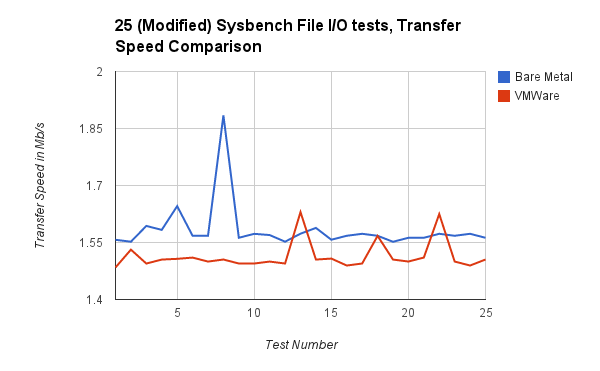 25 (Modified) Sysbench File I/O tests, Transfer
Speed Comparison
Bare Metal
VMWare
Transfer Speed in Mb/s
2
1.85
1.7
1.55
1.4
5
10
15
20
25
Test Number